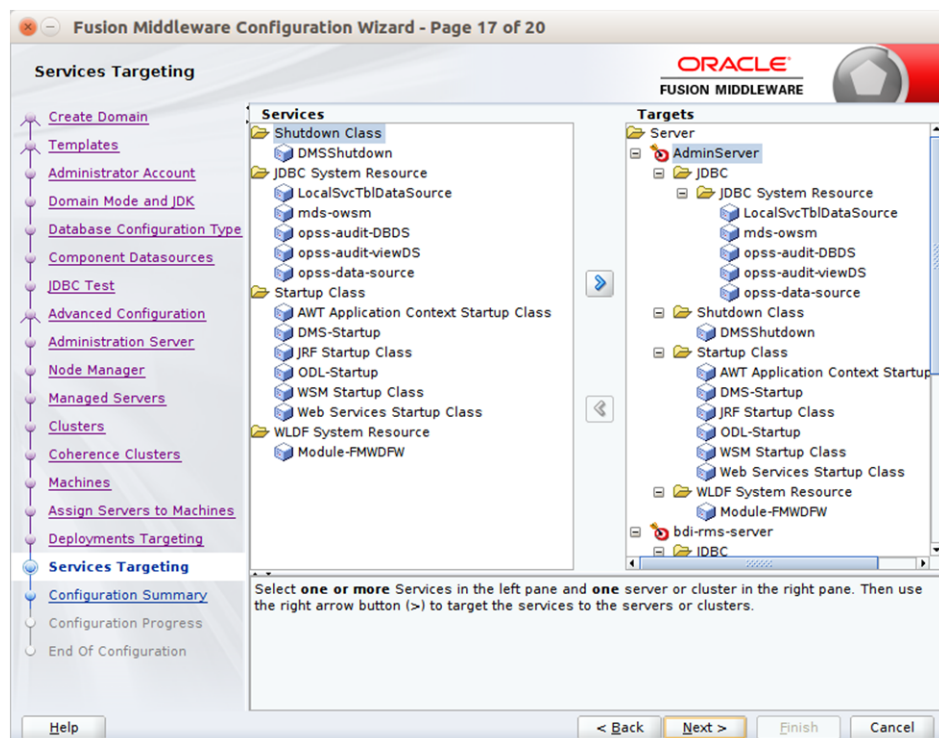 Fusion Middleware Configuration Wizard - Page 17 of 20
Services Targeting
ORACLE
FUSION MIDDLEWARE
Create Domain
Templates
Administrator Account
Domain Mode and JDK
Database Configuration Type
Component Datasources
JDBC Test
Advanced Configuration
Administration Server
Node Manager
Managed Servers
Clusters
Coherence Clusters
Machines
Assign Servers to Machines
Deployments Targeting
Services Targeting
Configuration Summary
Configuration Progress
End Of Configuration
Services
Shutdown Class
DMSShutdown
JDBC System Resource
LocalSvcTblDataSource
mds-owsm
opss-audit-DBDS
opss-audit-viewDS
opss-data-source
Startup Class
AWT Application Context Startup Class
DMS-Startup
JRF Startup Class
ODL-Startup
WSM Startup Class
Web Services Startup Class
WLDF System Resource
Module-FMWDFW
Targets
Server
AdminServer
JDBC
JDBC System Resource
LocalSvcTblDataSource
mds-owsm
opss-audit-DBDS
opss-audit-viewDS
opss-data-source
Shutdown Class
DMSShutdown
Startup Class
AWT Application Context Startup
DMS-Startup
JRF Startup Class
ODL-Startup
WSM Startup Class
Web Services Startup Class
WLDF System Resource
Module-FMWDFW
bdi-rms-server
JDBC
Select one or more Services in the left pane and one server or cluster in the right pane. Then use
the right arrow button (>) to target the services to the servers or clusters.
Help
< Back
Next >
Finish
Cancel